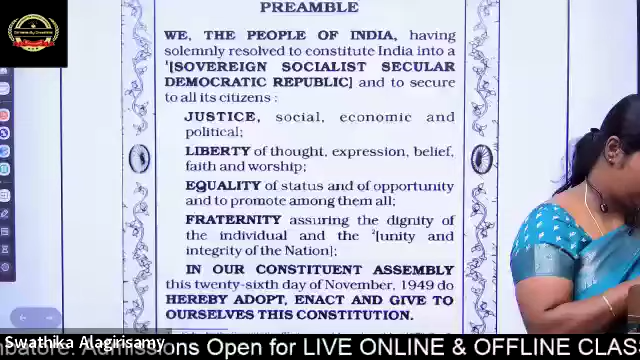 PREAMBLE
WE, THE PEOPLE OF INDIA, having
solemnly resolved to constitute India into a
¹[SOVEREIGN SOCIALIST SECULAR
DEMOCRATIC REPUBLIC] and to secure
to all its citizens :
JUSTICE, social, economic and
political;
LIBERTY of thought, expression, belief,
faith and worship;
EQUALITY of status and of opportunity
and to promote among them all;
FRATERNITY assuring the dignity of
the individual and the ²[unity and
integrity of the Nation];
IN OUR CONSTITUENT ASSEMBLY
this twenty-sixth day of November, 1949 do
HEREBY ADOPT, ENACT AND GIVE TO
OURSELVES THIS CONSTITUTION.
Swathika Alagirisamy
mbatore. Admissions Open for LIVE ONLINE & OFFLINE CLAS